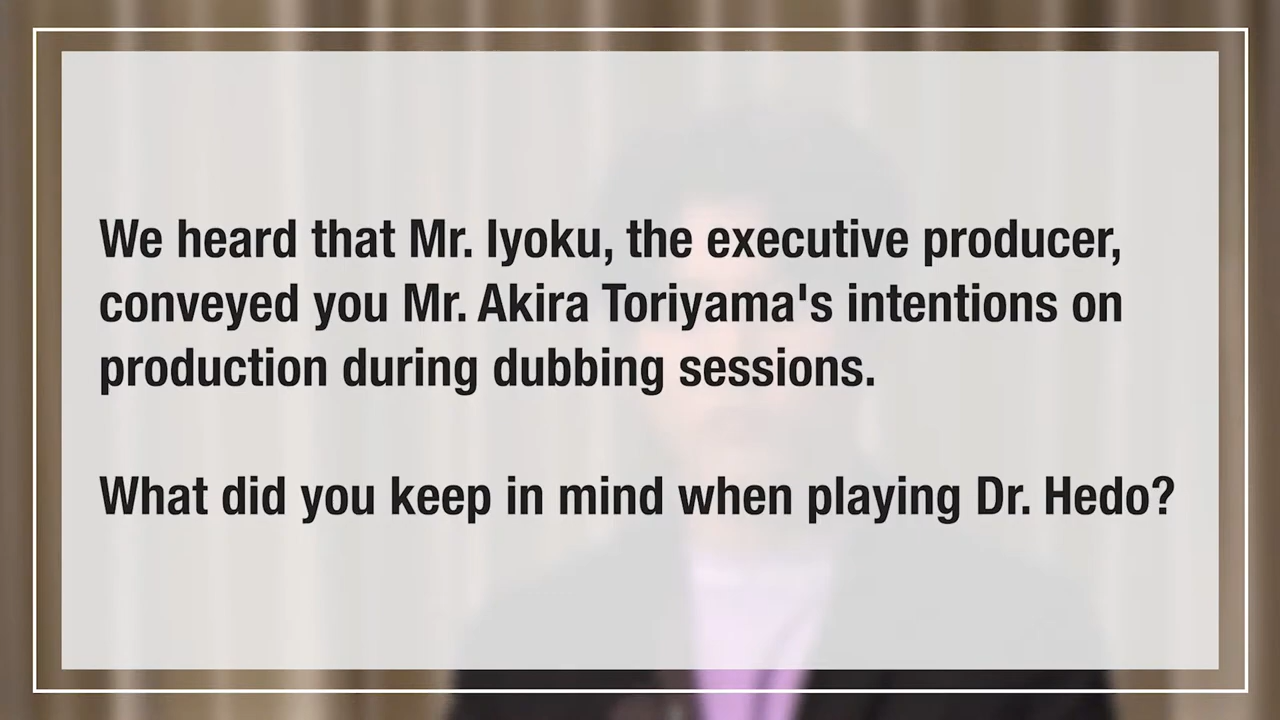 We heard that Mr. Iyoku, the executive producer,
conveyed you Mr. Akira Toriyama's intentions on
production during dubbing sessions.
What did you keep in mind when playing Dr. Hedo?